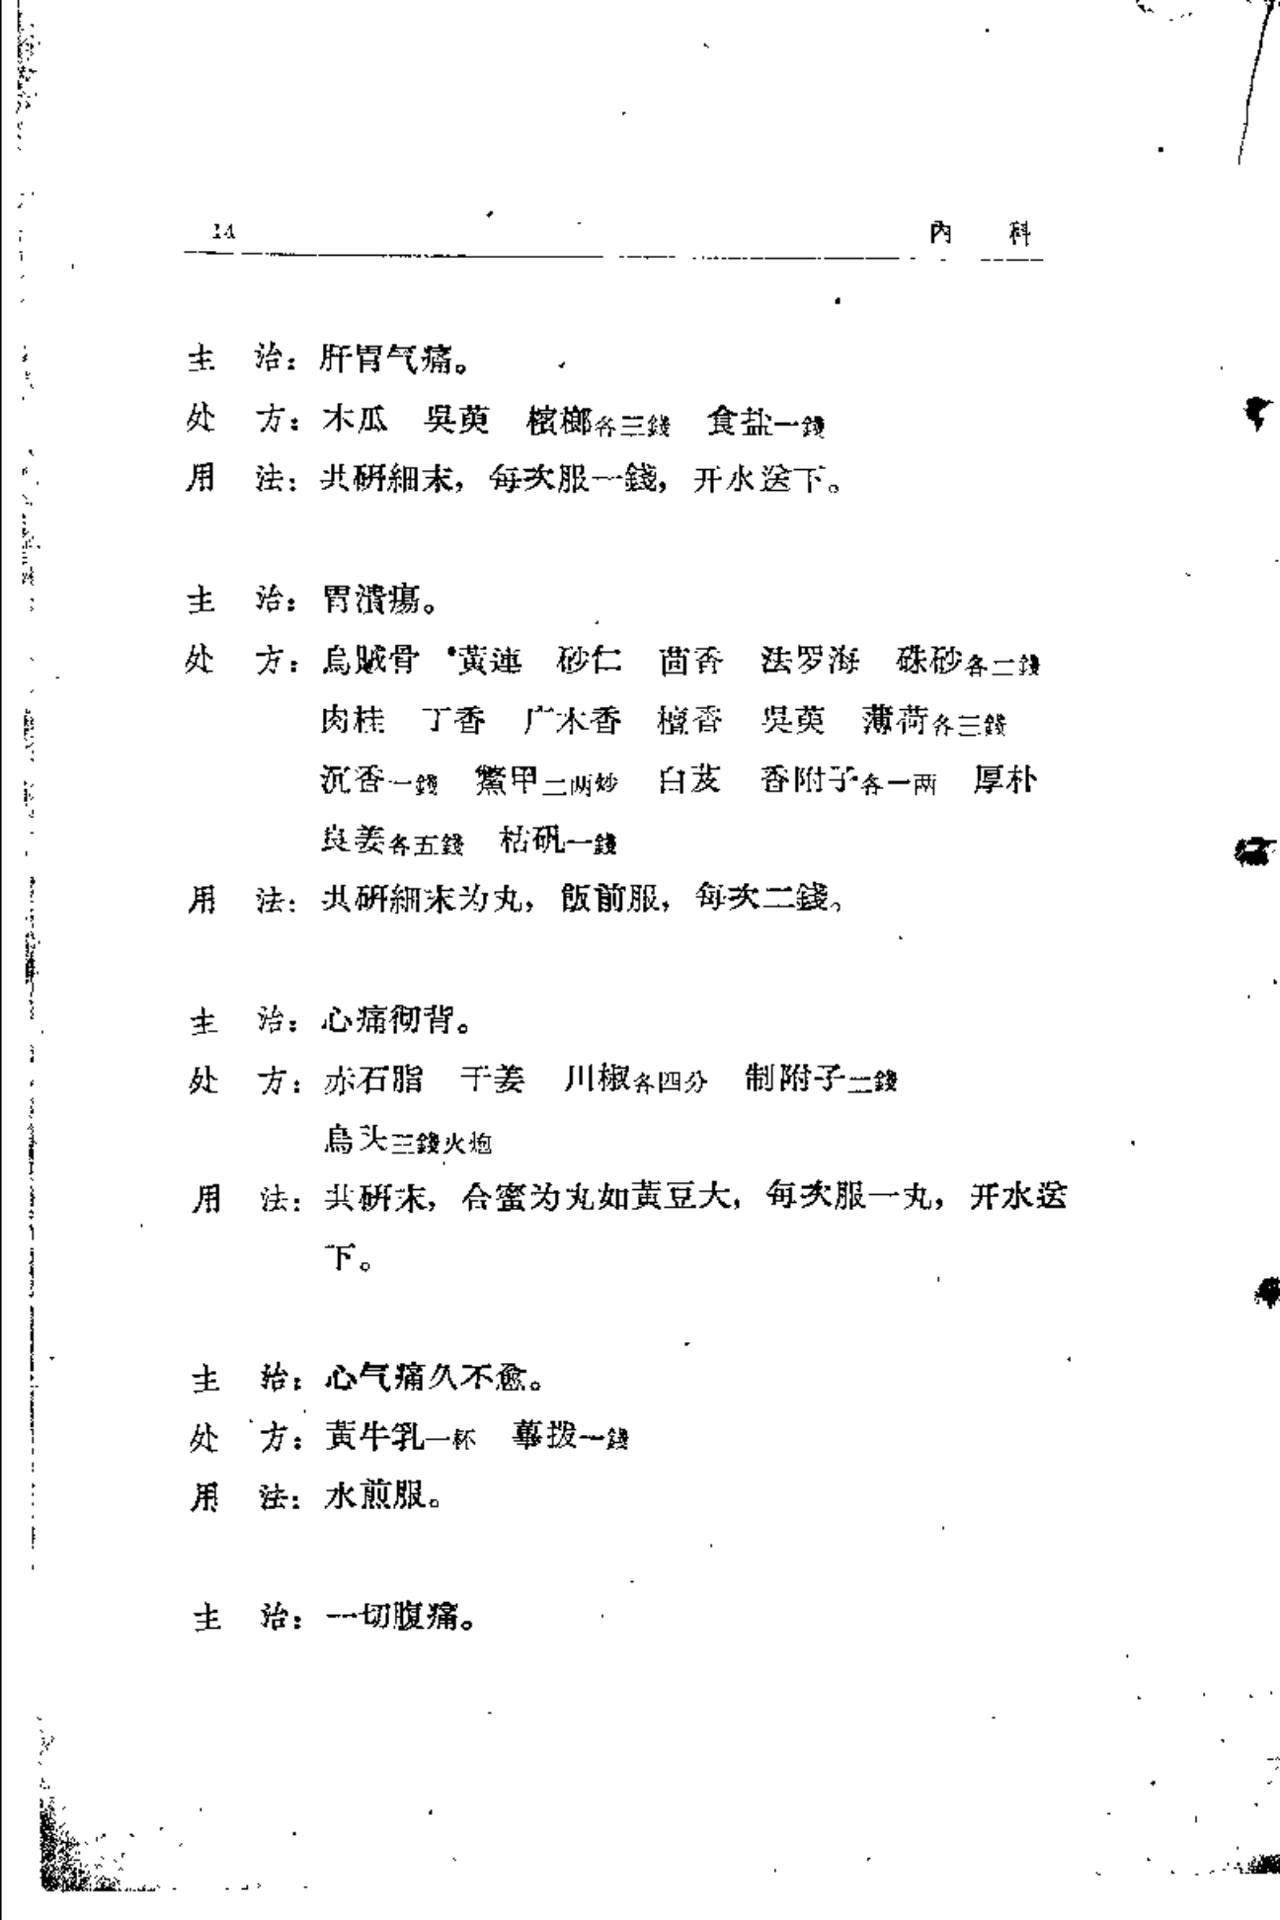 14 內 科
主 治：肝胃气痛。
处 方：木瓜 吳萸 檳榔各三錢 食盐一錢
用 法：共研細末，每次服一錢，开水送下。
主 治：胃潰瘍。
处 方：烏賊骨 黃連 砂仁 茴香 法罗海 硃砂各二錢
肉桂 丁香 广木香 檀香 吳萸 薄荷各三錢
沉香一錢 鱉甲二两炒 白芨 香附子各一两 厚朴
良姜各五錢 枯矾一錢
用 法：共研細末为丸，飯前服，每次二錢。
主 治：心痛彻背。
处 方：赤石脂 干姜 川椒各四分 制附子二錢
烏头三錢火炮
用 法：共研末，合蜜为丸如黃豆大，每次服一丸，开水送
下。
主 治：心气痛久不愈。
处 方：黃牛乳一杯 蓽拨一錢
用 法：水煎服。
主 治：一切腹痛。